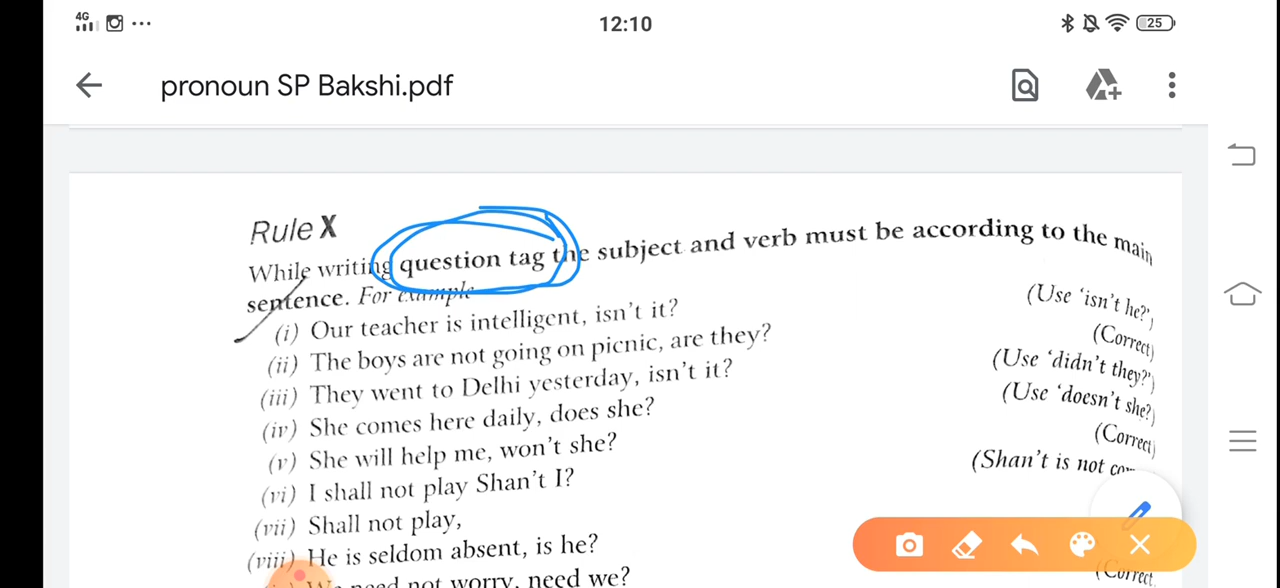 4G
12:10
25
pronoun SP Bakshi.pdf
Rule X
While writing question tag the subject and verb must be according to the main
sentence. For example
(i) Our teacher is intelligent, isn't it? (Use 'isn't he?')
(ii) The boys are not going on picnic, are they? (Correct)
(iii) They went to Delhi yesterday, isn't it? (Use 'didn't they?')
(iv) She comes here daily, does she? (Use 'doesn't she?)
(v) She will help me, won't she? (Correct)
(vi) I shall not play Shan't I? (Shan't is not
(vii) Shall not play,
(viii) He is seldom absent, is he?
need not worry, need we? (Correct